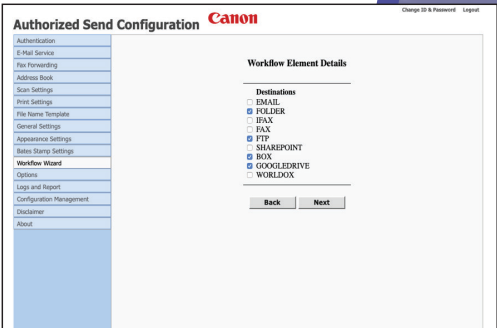 Change ID & Password Logout
Authorized Send Configuration Canon
Authentication
E-Mail Service
Fax Forwarding
Address Book
Scan Settings
Print Settings
File Name Template
General Settings
Appearance Settings
Bates Stamp Settings
Workflow Wizard
Options
Logs and Report
Configuration Management
Disclaimer
About
Workflow Element Details
Destinations
EMAIL
FOLDER
IFAX
FAX
FTP
SHAREPOINT
BOX
GOOGLEDRIVE
WORLDOX
Back Next